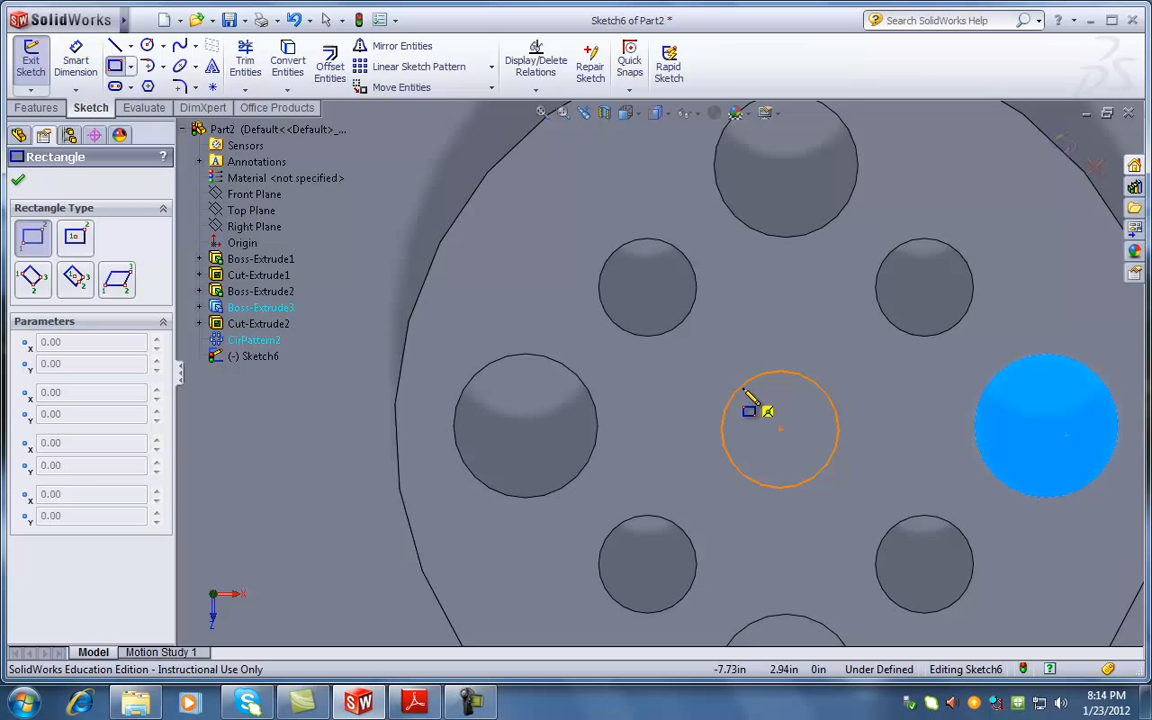 SolidWorks
Sketch6 of Part2 *
Search SolidWorks Help
Exit Sketch
Smart Dimension
Trim Entities
Convert Entities
Offset Entities
Mirror Entities
Linear Sketch Pattern
Move Entities
Display/Delete Relations
Repair Sketch
Quick Snaps
Rapid Sketch
Features
Sketch
Evaluate
DimXpert
Office Products
Rectangle
?
Rectangle Type
Parameters
X 0.00
Y 0.00
X 0.00
Y 0.00
X 0.00
Y 0.00
X 0.00
Y 0.00
Part2 (Default<<Default>_...
Sensors
Annotations
Material <not specified>
Front Plane
Top Plane
Right Plane
Origin
Boss-Extrude1
Cut-Extrude1
Boss-Extrude2
Boss-Extrude3
Cut-Extrude2
CirPattern2
(-) Sketch6
X
Z
Model
Motion Study 1
SolidWorks Education Edition - Instructional Use Only
-7.73in
2.94in
0in
Under Defined
Editing Sketch6
8:14 PM
1/23/2012